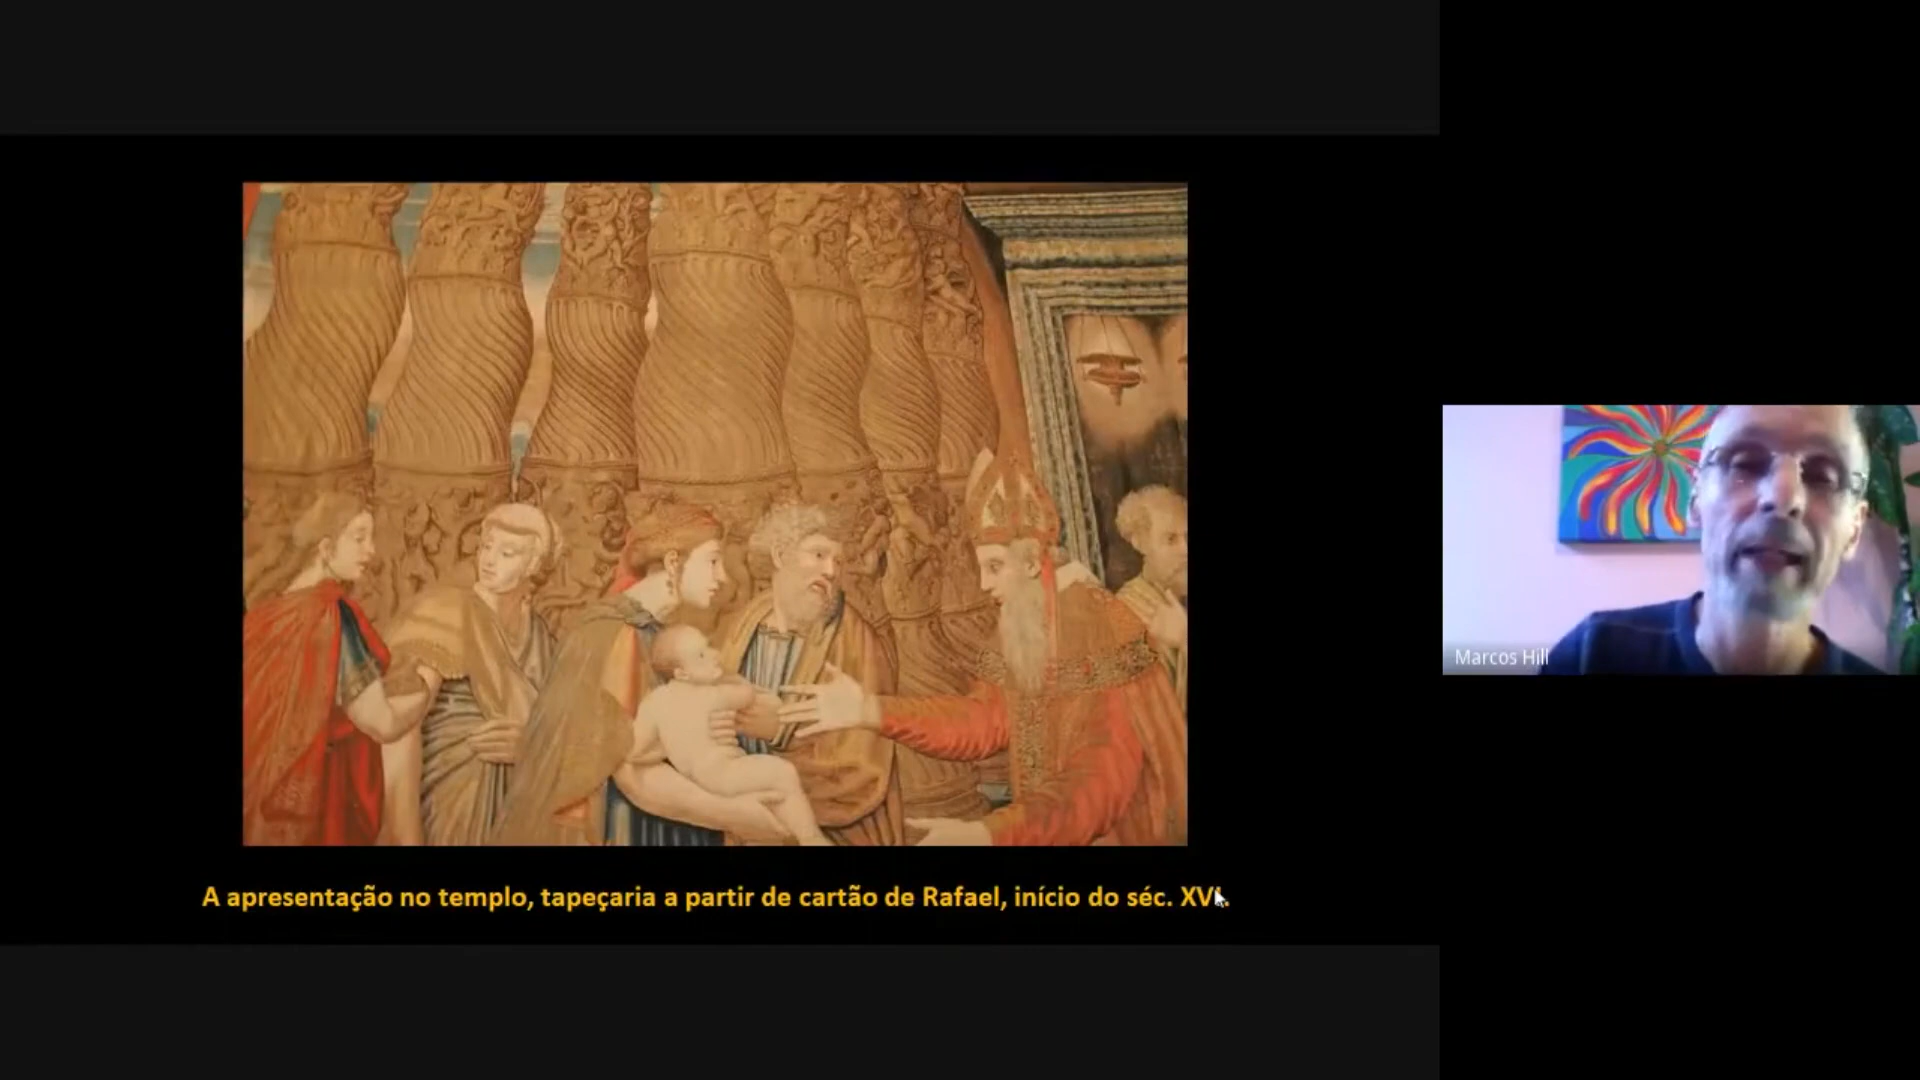 A apresentação no templo, tapeçaria a partir de cartão de Rafael, início do séc. XVI.
Marcos Hill